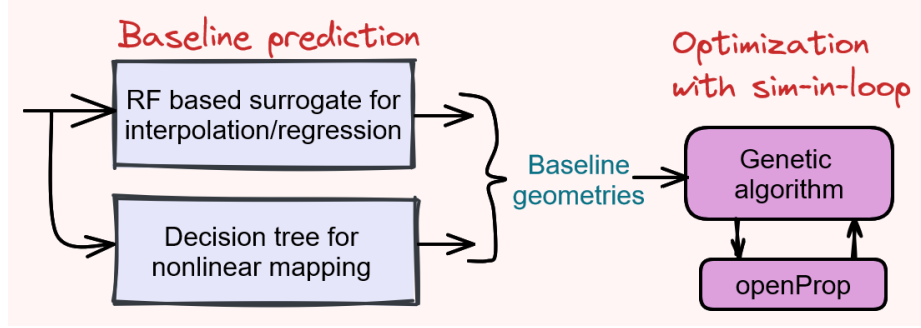 Baseline prediction
RF based surrogate for
interpolation/regression
Decision tree for
nonlinear mapping
Baseline
geometries
Optimization
with sim-in-loop
Genetic
algorithm
openProp